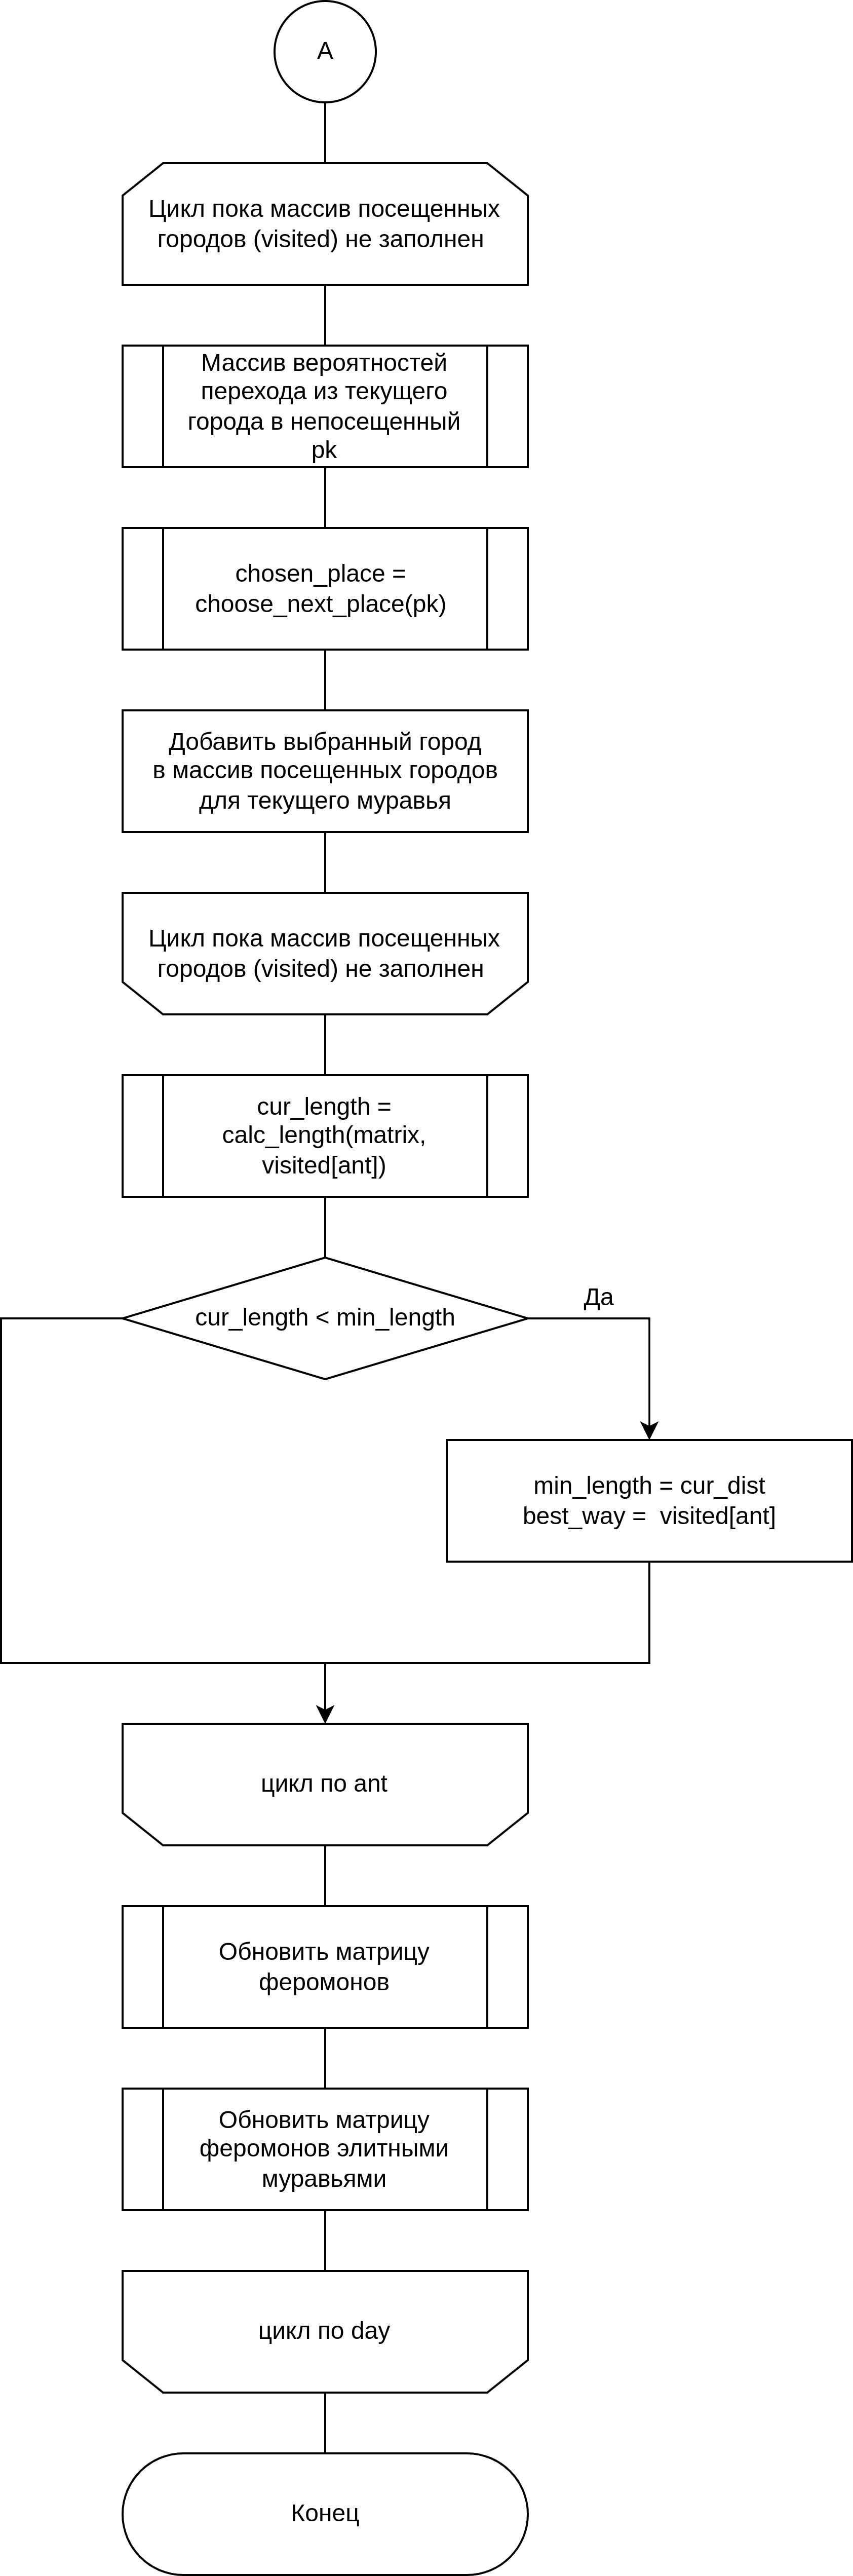 A
Цикл пока массив посещенных
городов (visited) не заполнен
Массив вероятностей
перехода из текущего
города в непосещенный
pk
chosen_place =
choose_next_place(pk)
Добавить выбранный город
в массив посещенных городов
для текущего муравья
Цикл пока массив посещенных
городов (visited) не заполнен
cur_length =
calc_length(matrix,
visited[ant])
cur_length < min_length
Да
min_length = cur_dist
best_way = visited[ant]
цикл по ant
Обновить матрицу
феромонов
Обновить матрицу
феромонов элитными
муравьями
цикл по day
Конец